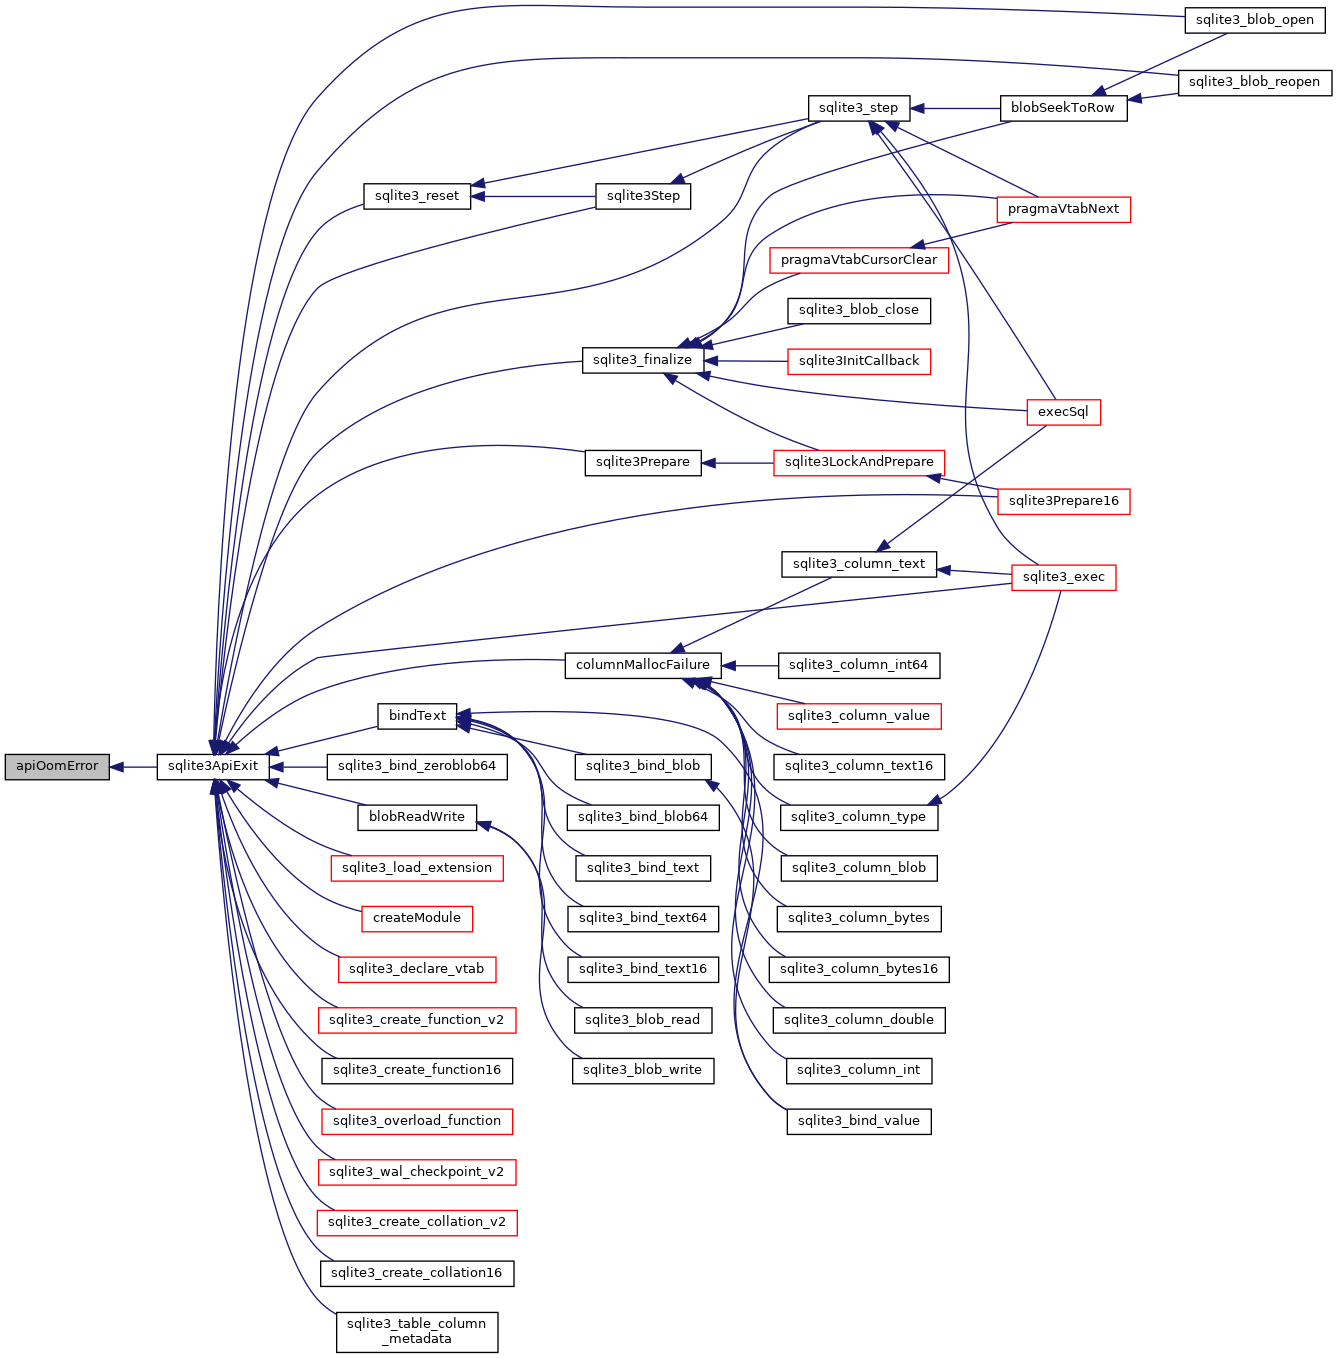 sqlite3_blob_open
sqlite3_blob_reopen
sqlite3_step
blobSeekToRow
sqlite3_reset
sqlite3Step
pragmaVtabNext
pragmaVtabCursorClear
sqlite3_blob_close
sqlite3_finalize
sqlite3InitCallback
execSql
sqlite3Prepare
sqlite3LockAndPrepare
sqlite3Prepare16
sqlite3_column_text
sqlite3_exec
columnMallocFailure
sqlite3_column_int64
bindText
sqlite3_column_value
apiOomError
sqlite3ApiExit
sqlite3_bind_zeroblob64
sqlite3_bind_blob
sqlite3_column_text16
blobReadWrite
sqlite3_bind_blob64
sqlite3_column_type
sqlite3_load_extension
sqlite3_bind_text
sqlite3_column_blob
createModule
sqlite3_bind_text64
sqlite3_column_bytes
sqlite3_declare_vtab
sqlite3_bind_text16
sqlite3_column_bytes16
sqlite3_create_function_v2
sqlite3_blob_read
sqlite3_column_double
sqlite3_create_function16
sqlite3_blob_write
sqlite3_column_int
sqlite3_overload_function
sqlite3_bind_value
sqlite3_wal_checkpoint_v2
sqlite3_create_collation_v2
sqlite3_create_collation16
sqlite3_table_column
_metadata